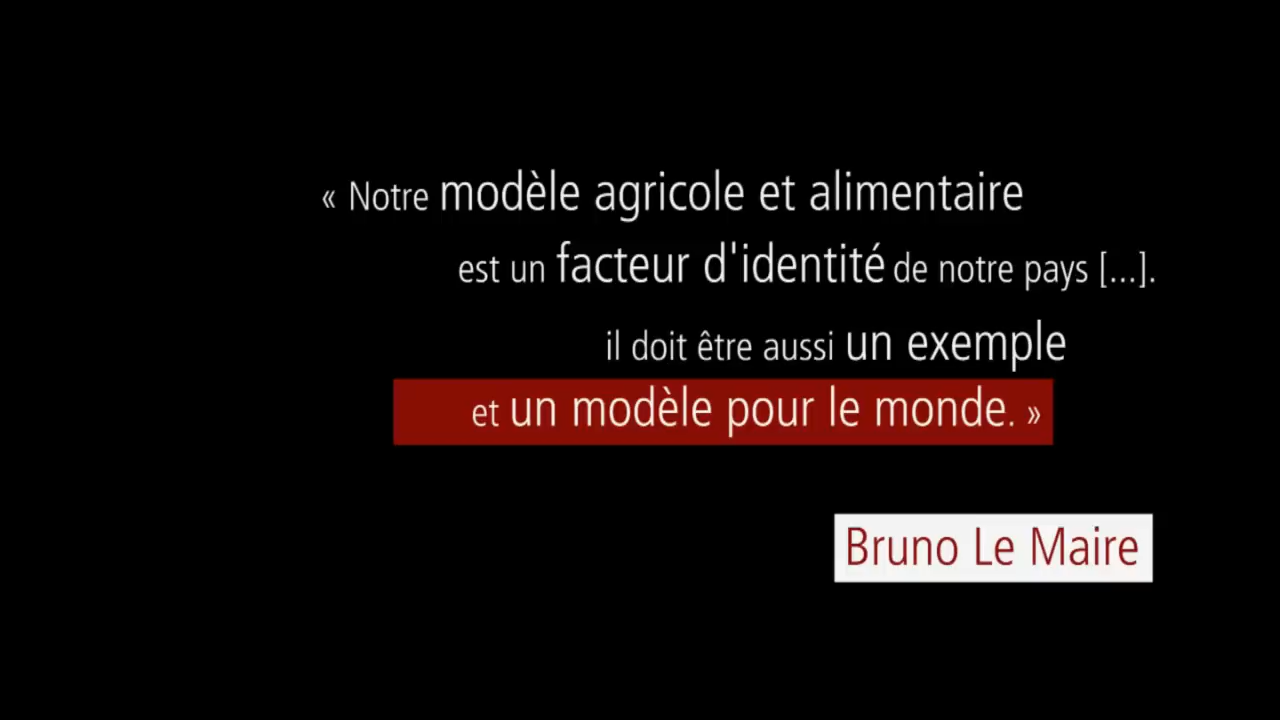 « Notre modèle agricole et alimentaire
est un facteur d'identité de notre pays [...].
il doit être aussi un exemple
et un modèle pour le monde. »
Bruno Le Maire